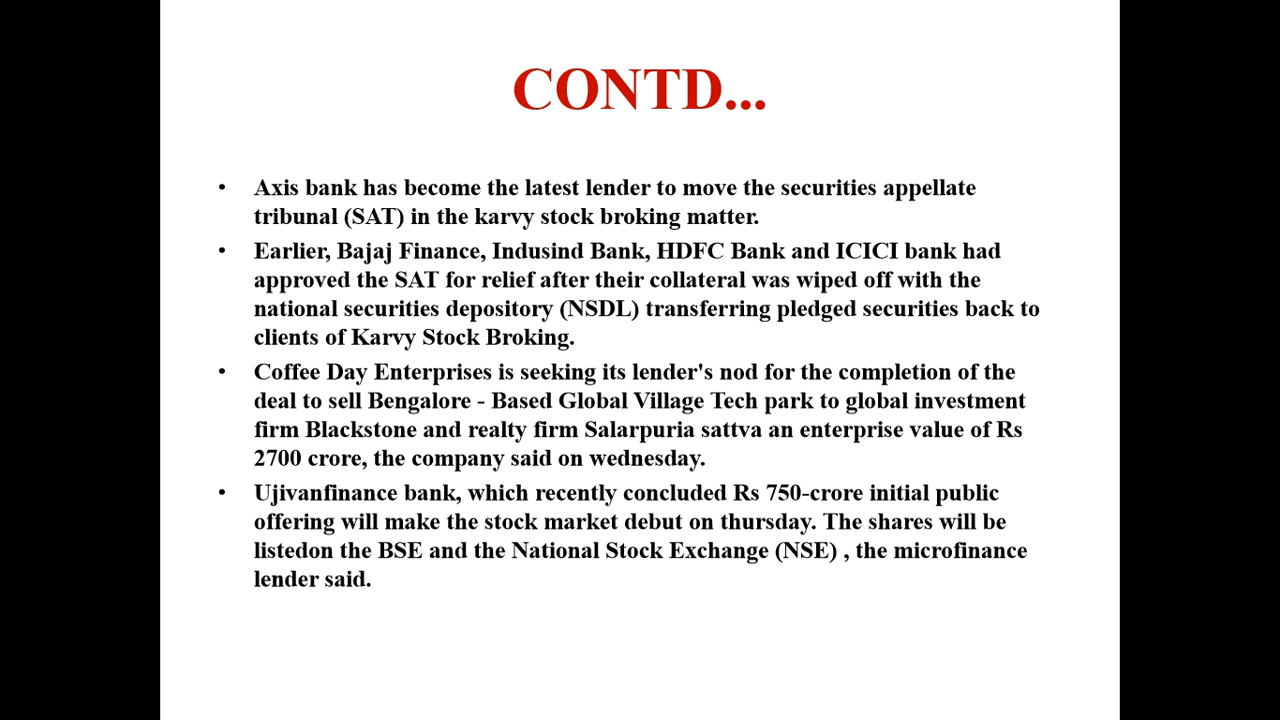 CONTD...
• Axis bank has become the latest lender to move the securities appellate
tribunal (SAT) in the karvy stock broking matter.
• Earlier, Bajaj Finance, Indusind Bank, HDFC Bank and ICICI bank had
approved the SAT for relief after their collateral was wiped off with the
national securities depository (NSDL) transferring pledged securities back to
clients of Karvy Stock Broking.
• Coffee Day Enterprises is seeking its lender's nod for the completion of the
deal to sell Bengalore - Based Global Village Tech park to global investment
firm Blackstone and realty firm Salarpuria sattva an enterprise value of Rs
2700 crore, the company said on wednesday.
• Ujivanfinance bank, which recently concluded Rs 750-crore initial public
offering will make the stock market debut on thursday. The shares will be
listedon the BSE and the National Stock Exchange (NSE) , the microfinance
lender said.